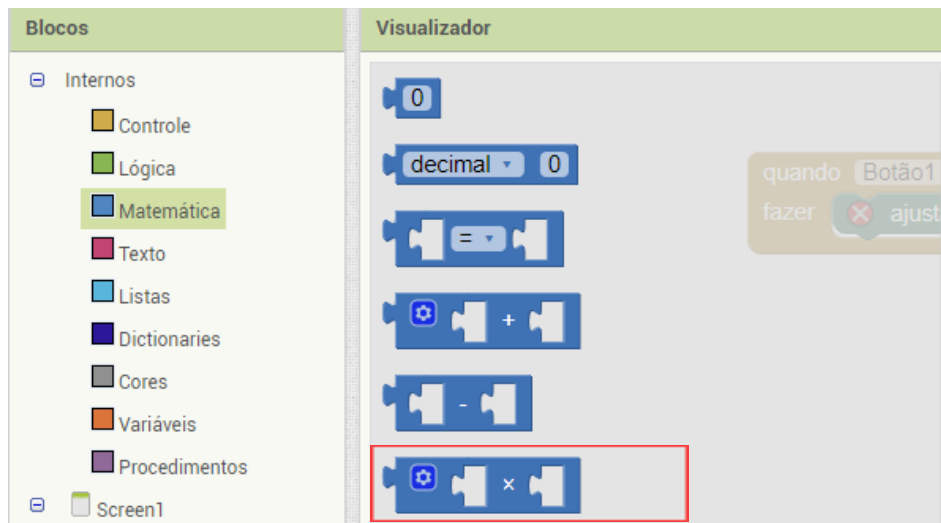 Blocos
Internos
Controle
Lógica
Matemática
Texto
Listas
Dictionaries
Cores
Variáveis
Procedimentos
Screen1
Visualizador
0
decimal 0
=
+
-
×
quando Botão1
fazer ajust